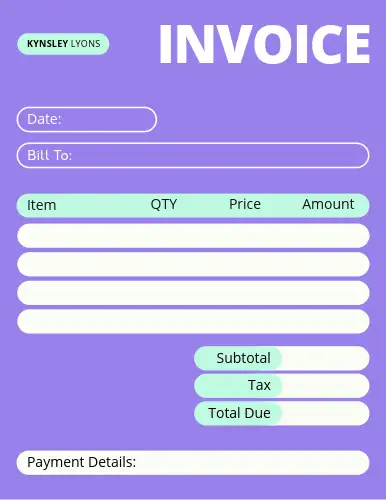 KYNSLEY LYONS
INVOICE
Date:
Bill To:
Item QTY Price Amount
Subtotal
Tax
Total Due
Payment Details: